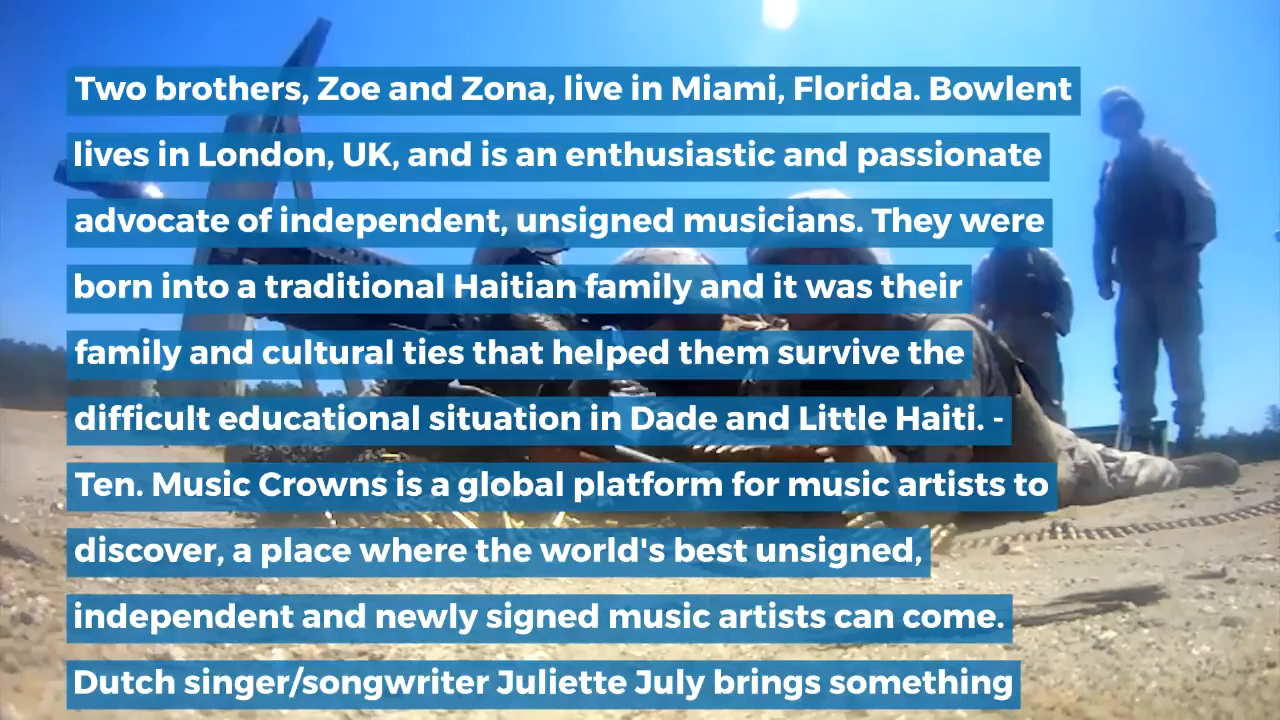 Two brothers, Zoe and Zona, live in Miami, Florida. Bowlent
lives in London, UK, and is an enthusiastic and passionate
advocate of independent, unsigned musicians. They were
born into a traditional Haitian family and it was their
family and cultural ties that helped them survive the
difficult educational situation in Dade and Little Haiti. -
Ten. Music Crowns is a global platform for music artists to
discover, a place where the world's best unsigned,
independent and newly signed music artists can come.
Dutch singer/songwriter Juliette July brings something